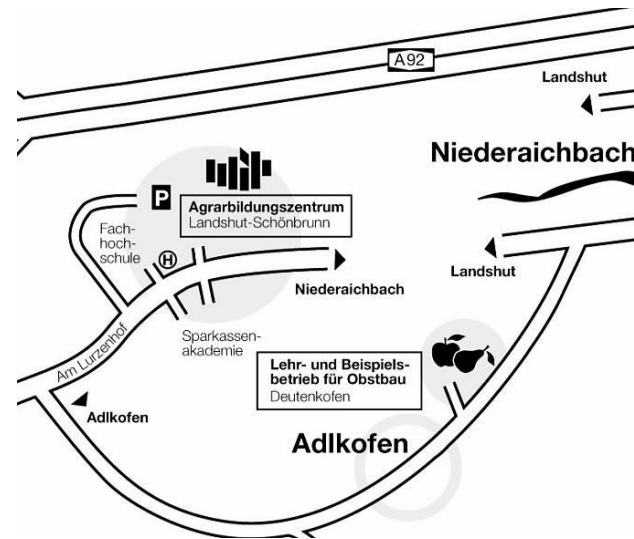 A92
Landshut
Niederaichbach
P
Agrarbildungszentrum
Landshut-Schönbrunn
Fach-
hoch-
schule
H
Landshut
Niederaichbach
Am Lurzenhof
Sparkassen-
akademie
Lehr- und Beispiels-
betrieb für Obstbau
Deutenkofen
Adlkofen
Adlkofen